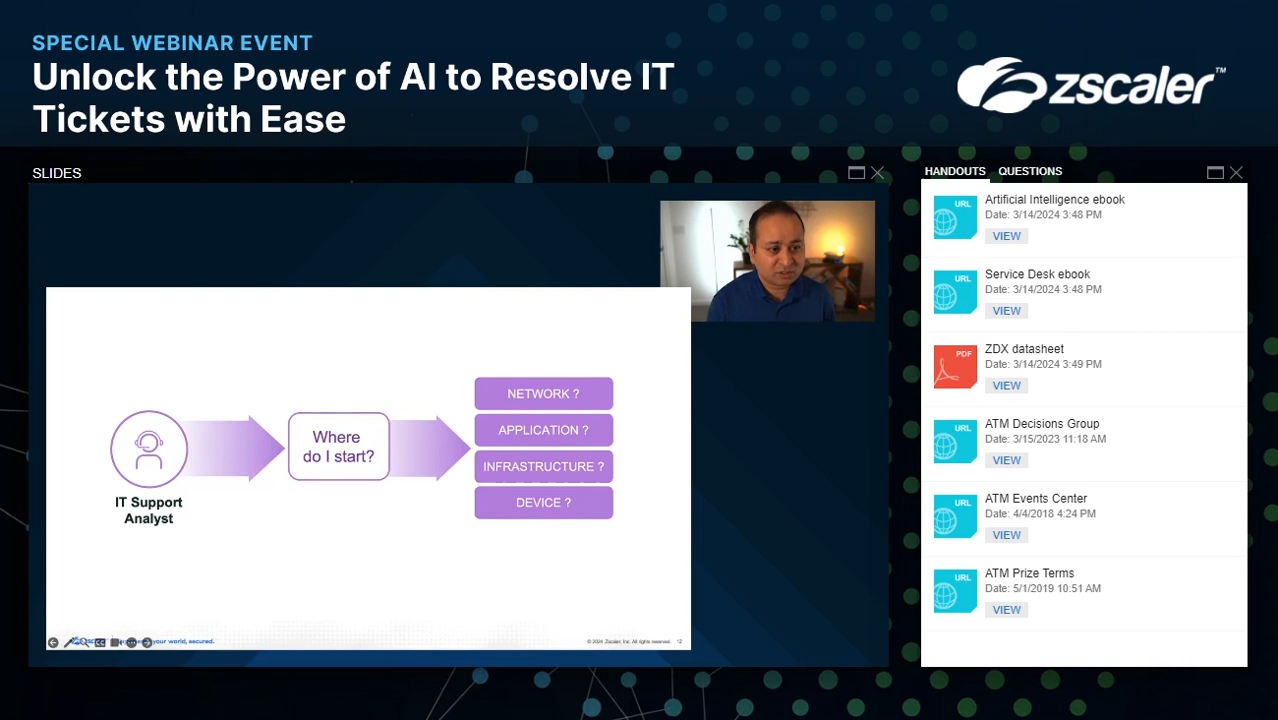 SPECIAL WEBINAR EVENT
Unlock the Power of AI to Resolve IT
Tickets with Ease
zscaler™
SLIDES
NETWORK ?
APPLICATION ?
INFRASTRUCTURE ?
DEVICE ?
Where
do I start?
IT Support
Analyst
your world, secured.
© 2024 Zscaler, Inc. All rights reserved.
12
HANDOUTS
QUESTIONS
URL
Artificial Intelligence ebook
Date: 3/14/2024 3:48 PM
VIEW
URL
Service Desk ebook
Date: 3/14/2024 3:48 PM
VIEW
PDF
ZDX datasheet
Date: 3/14/2024 3:49 PM
VIEW
URL
ATM Decisions Group
Date: 3/15/2023 11:18 AM
VIEW
URL
ATM Events Center
Date: 4/4/2018 4:24 PM
VIEW
URL
ATM Prize Terms
Date: 5/1/2019 10:51 AM
VIEW